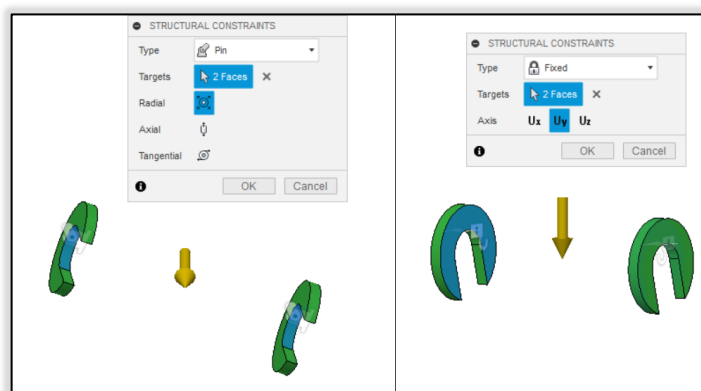 STRUCTURAL CONSTRAINTS
Type Pin
Targets 2 Faces
Radial
Axial
Tangential
OK Cancel
STRUCTURAL CONSTRAINTS
Type Fixed
Targets 2 Faces
Axis Ux Uy Uz
OK Cancel